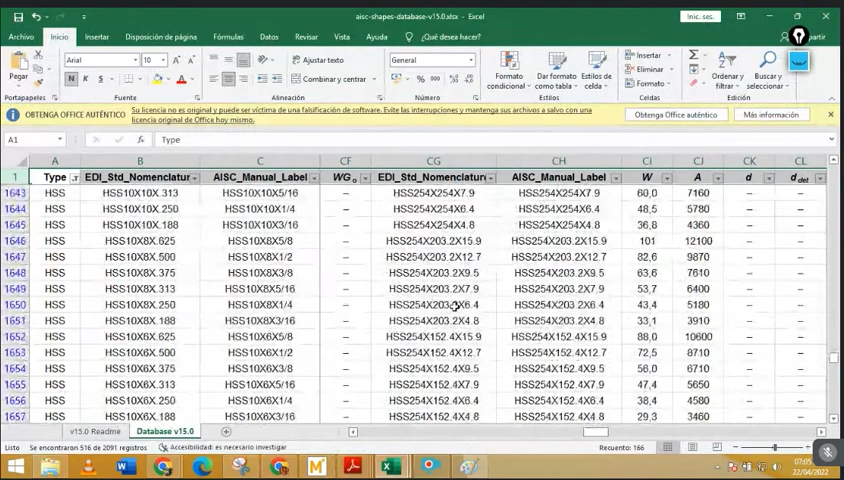 aisc-shapes-database-v15.0.xlsx - Excel
Inic. ses.
Archivo Inicio Insertar Disposición de página Fórmulas Datos Revisar Vista Ayuda ¿Qué desea hacer?
Pegar Arial 10 Ajustar texto General Formato condicional Dar formato como tabla Estilos de celda Insertar Ordenar y filtrar Buscar y seleccionar
N K S Combinar y centrar Eliminar
Formato
Portapapeles Fuente Alineación Número Estilos Celdas Edición
OBTENGA OFFICE AUTÉNTICO Su licencia no es original y puede ser víctima de una falsificación de software. Evite las interrupciones y mantenga sus archivos a salvo con una licencia original de Office hoy mismo. Obtenga Office auténtico Más información
A1 fx Type
A B C CF CG CH CI CJ CK CL
1 Type EDI_Std_Nomenclatur AISC_Manual_Label WGo EDI_Std_Nomenclatur AISC_Manual_Label W A d ddet
1643 HSS HSS10X10X.313 HSS10X10X5/16 – HSS254X254X7.9 HSS254X254X7.9 60,0 7160 – –
1644 HSS HSS10X10X.250 HSS10X10X1/4 – HSS254X254X6.4 HSS254X254X6.4 48,5 5780 – –
1645 HSS HSS10X10X.188 HSS10X10X3/16 – HSS254X254X4.8 HSS254X254X4.8 36,8 4360 – –
1646 HSS HSS10X8X.625 HSS10X8X5/8 – HSS254X203.2X15.9 HSS254X203.2X15.9 101 12100 – –
1647 HSS HSS10X8X.500 HSS10X8X1/2 – HSS254X203.2X12.7 HSS254X203.2X12.7 82,6 9870 – –
1648 HSS HSS10X8X.375 HSS10X8X3/8 – HSS254X203.2X9.5 HSS254X203.2X9.5 63,6 7610 – –
1649 HSS HSS10X8X.313 HSS10X8X5/16 – HSS254X203.2X7.9 HSS254X203.2X7.9 53,7 6400 – –
1650 HSS HSS10X8X.250 HSS10X8X1/4 – HSS254X203.2X6.4 HSS254X203.2X6.4 43,4 5180 – –
1651 HSS HSS10X8X.188 HSS10X8X3/16 – HSS254X203.2X4.8 HSS254X203.2X4.8 33,1 3910 – –
1652 HSS HSS10X6X.625 HSS10X6X5/8 – HSS254X152.4X15.9 HSS254X152.4X15.9 88,0 10600 – –
1653 HSS HSS10X6X.500 HSS10X6X1/2 – HSS254X152.4X12.7 HSS254X152.4X12.7 72,5 8710 – –
1654 HSS HSS10X6X.375 HSS10X6X3/8 – HSS254X152.4X9.5 HSS254X152.4X9.5 56,0 6710 – –
1655 HSS HSS10X6X.313 HSS10X6X5/16 – HSS254X152.4X7.9 HSS254X152.4X7.9 47,4 5650 – –
1656 HSS HSS10X6X.250 HSS10X6X1/4 – HSS254X152.4X6.4 HSS254X152.4X6.4 38,4 4580 – –
1657 HSS HSS10X6X.188 HSS10X6X3/16 – HSS254X152.4X4.8 HSS254X152.4X4.8 29,3 3460 – –
v15.0 Readme Database v15.0
Listo Se encontraron 516 de 2091 registros Accesibilidad: es necesario investigar Recuento: 166
07:05
22/04/2022